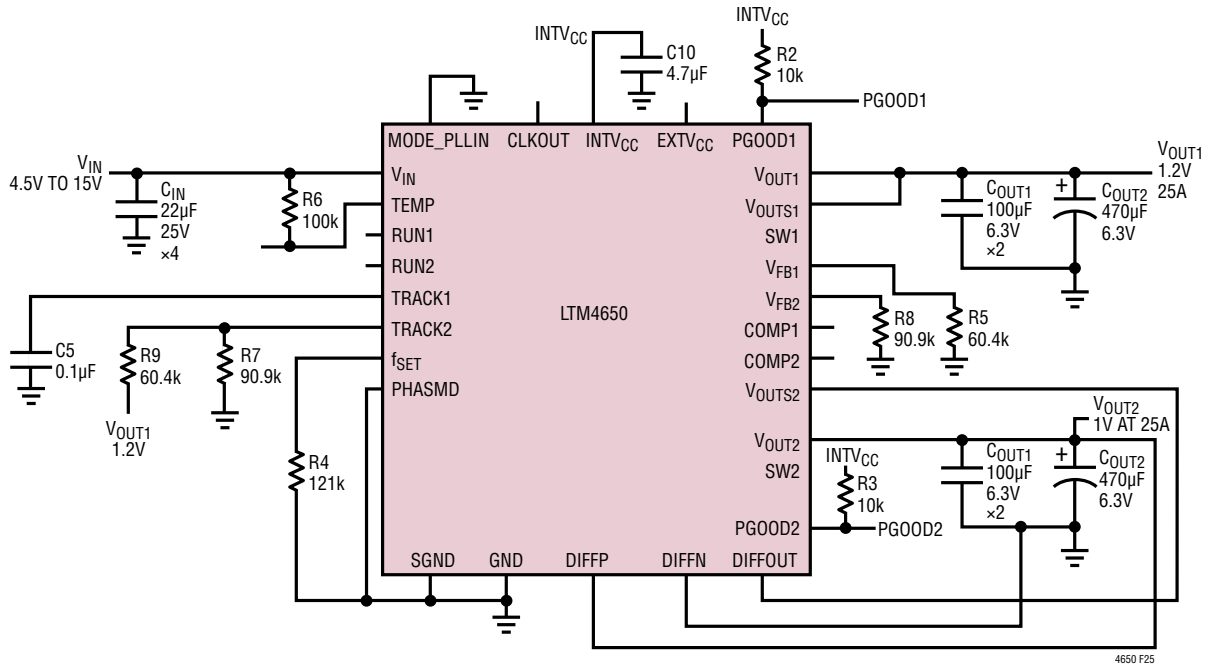 INTVCC
INTVCC
C10
4.7µF
R2
10k
PGOOD1
MODE_PLLIN
CLKOUT
INTVCC
EXTVCC
PGOOD1
VIN
4.5V TO 15V
CIN
22µF
25V
×4
R6
100k
VIN
TEMP
RUN1
RUN2
TRACK1
TRACK2
fSET
PHASMD
LTM4650
VOUT1
VOUTS1
SW1
VFB1
VFB2
COMP1
COMP2
VOUTS2
VOUT2
SW2
PGOOD2
VOUT1
1.2V
25A
COUT1
100µF
6.3V
×2
COUT2
470µF
6.3V
R8
90.9k
R5
60.4k
C5
0.1µF
R9
60.4k
R7
90.9k
VOUT1
1.2V
R4
121k
VOUT2
1V AT 25A
INTVCC
R3
10k
PGOOD2
COUT1
100µF
6.3V
×2
COUT2
470µF
6.3V
SGND
GND
DIFFP
DIFFN
DIFFOUT
4650 F25